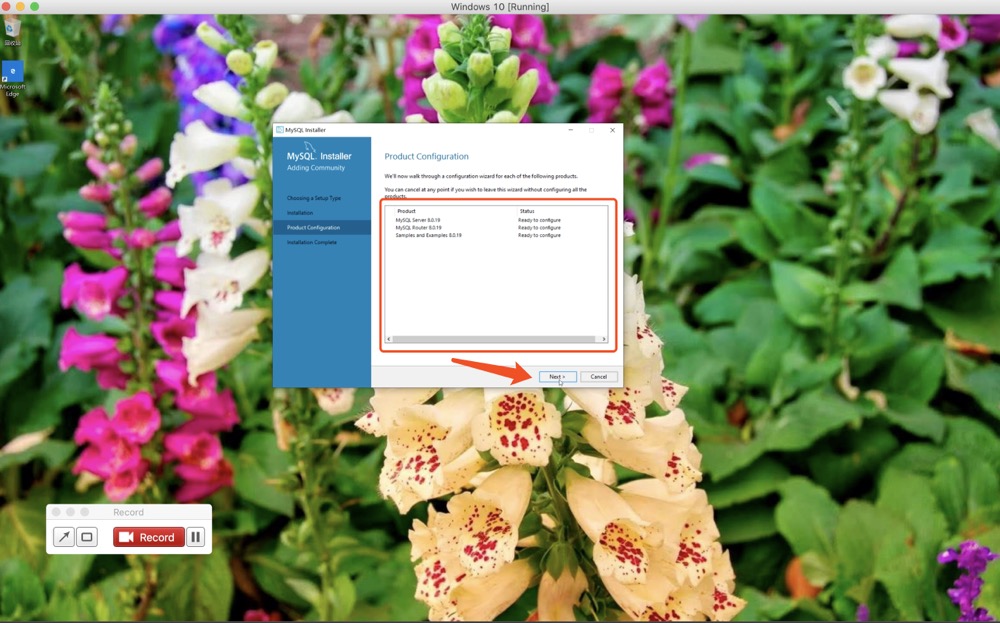 Windows 10 [Running]
回收站
Microsoft
Edge
MySQL Installer
MySQL. Installer
Adding Community
Choosing a Setup Type
Installation
Product Configuration
Installation Complete
Product Configuration
We'll now walk through a configuration wizard for each of the following products.
You can cancel at any point if you wish to leave this wizard without configuring all the
products.
Product Status
MySQL Server 8.0.19 Ready to configure
MySQL Router 8.0.19 Ready to configure
Samples and Examples 8.0.19 Ready to configure
Next >
Cancel
Record
Record